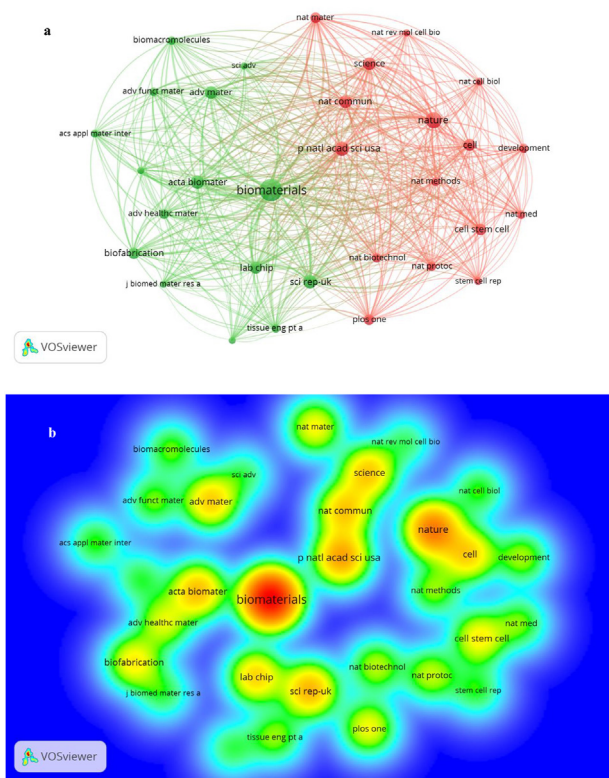 a
nat mater
nat rev mol cell bio
biomacromolecules
science
sci adv
nat cell biol
adv funct mater
adv mater
nat commun
nature
acs appl mater inter
p natl acad sci usa
cell
development
acta biomater
nat methods
biomaterials
adv healthc mater
nat med
cell stem cell
biofabrication
nat biotechnol
lab chip
nat protoc
j biomed mater res a
sci rep-uk
stem cell rep
plos one
tissue eng pt a
VOSviewer
b
nat mater
nat rev mol cell bio
biomacromolecules
science
sci adv
nat cell biol
adv funct mater
adv mater
nat commun
nature
acs appl mater inter
p natl acad sci usa
cell
development
acta biomater
nat methods
biomaterials
adv healthc mater
nat med
cell stem cell
biofabrication
nat biotechnol
lab chip
nat protoc
j biomed mater res a
sci rep-uk
stem cell rep
plos one
tissue eng pt a
VOSviewer